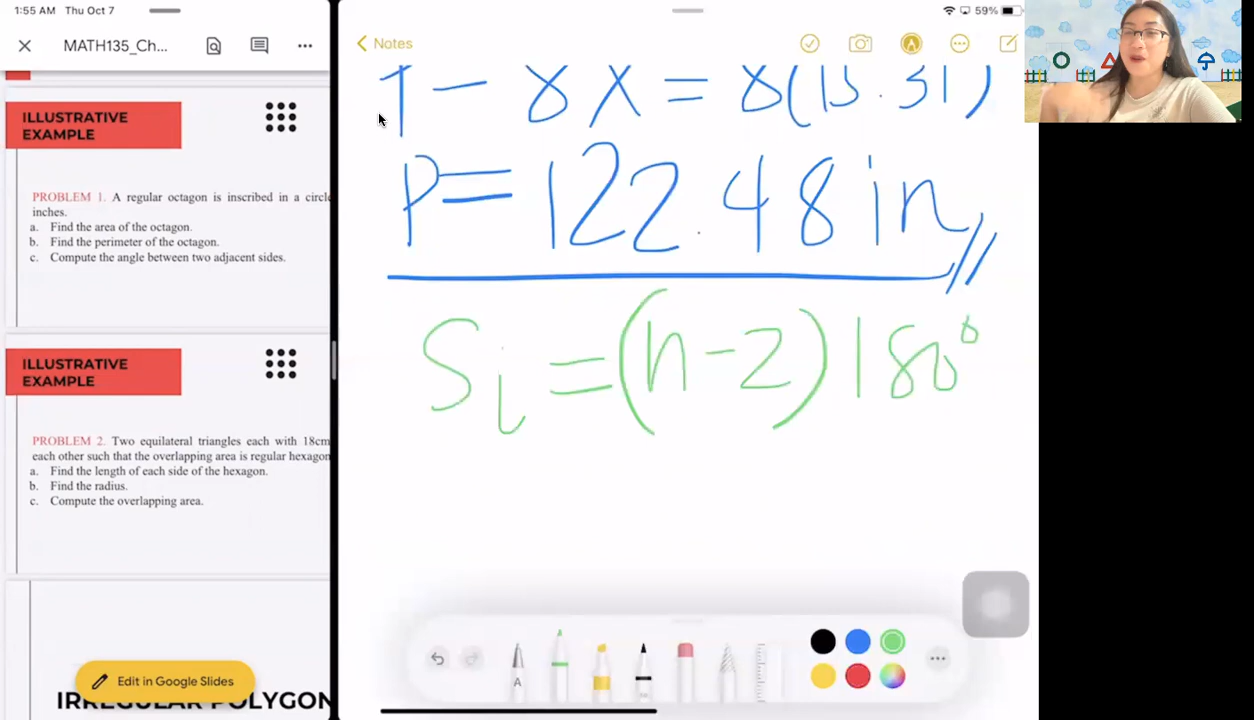 1:55 AM Thu Oct 7
MATH135_Ch...
ILLUSTRATIVE
EXAMPLE
PROBLEM 1. A regular octagon is inscribed in a circle
inches.
a. Find the area of the octagon.
b. Find the perimeter of the octagon.
c. Compute the angle between two adjacent sides.
ILLUSTRATIVE
EXAMPLE
PROBLEM 2. Two equilateral triangles each with 18cm
each other such that the overlapping area is regular hexagon
a. Find the length of each side of the hexagon.
b. Find the radius.
c. Compute the overlapping area.
Edit in Google Slides
IRREGULAR POLYGON
59%
Notes
= 8X = 8(15.31)
P = 122.48 in
Si = (n-2)180°
A